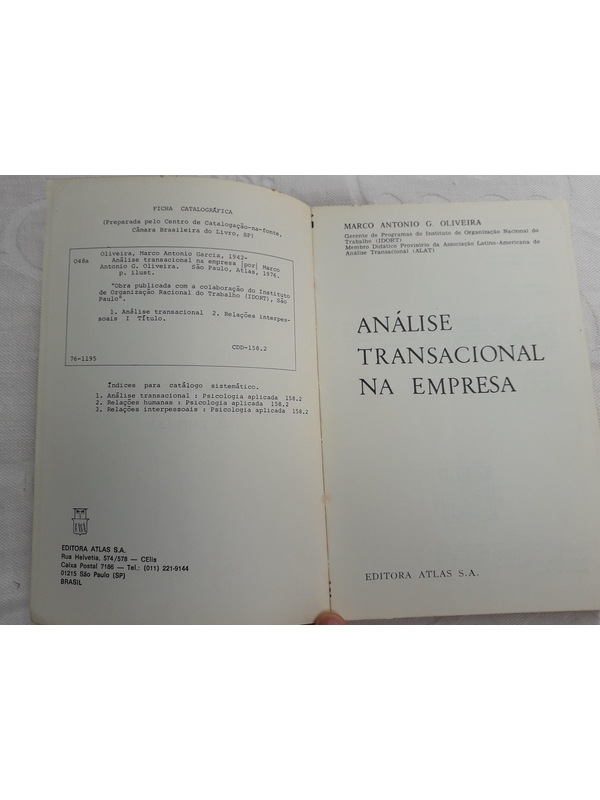 FICHA CATALOGRÁFICA
(Preparada pelo Centro de Catalogação-na-fonte,
Câmara Brasileira do Livro, SP)
Oliveira, Marco Antonio Garcia, 1942-
O48a Análise transacional na empresa |por| Marco
Antonio G. Oliveira. São Paulo, Atlas, 1976.
p. ilust.
"Obra publicada com a colaboração do Instituto
de Organização Racional do Trabalho (IDORT), São
Paulo".
1. Análise transacional 2. Relações interpes-
soais I Título.
CDD-158.2
76-1195
Índices para catálogo sistemático.
1. Análise transacional : Psicologia aplicada 158.2
2. Relações humanas : Psicologia aplicada 158.2
3. Relações interpessoais : Psicologia aplicada 158.2
EDITORA ATLAS S.A.
Rua Helvetia, 574/578 — CElis
Caixa Postal 7186 — Tel.: (011) 221-9144
01215 São Paulo (SP)
BRASIL
MARCO ANTONIO G. OLIVEIRA
Gerente de Programas do Instituto de Organização Racional do
Trabalho (IDORT)
Membro Didático Provisório da Associação Latino-Americana de
Análise Transacional (ALAT)
ANÁLISE
TRANSACIONAL
NA EMPRESA
EDITORA ATLAS S.A.